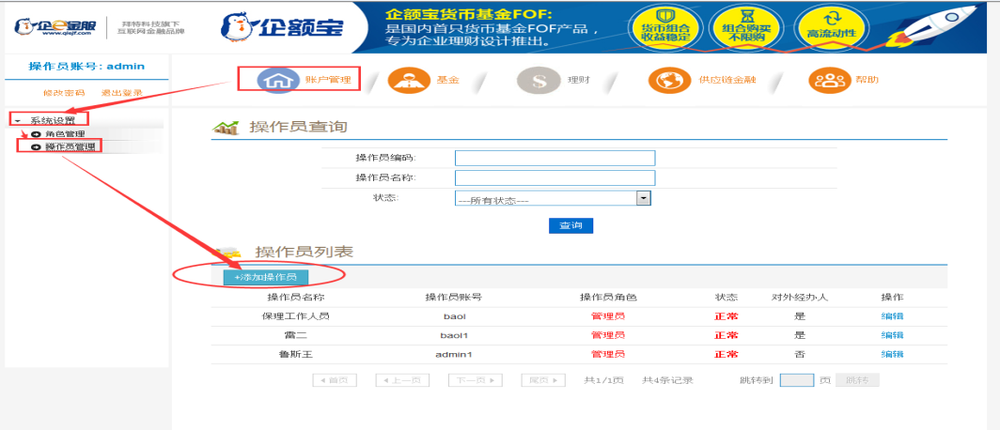 企e金服
www.qiejf.com
拜特科技旗下
互联网金融品牌
企额宝
企额宝货币基金FOF:
是国内首只货币基金FOF产品，
专为企业理财设计推出。
货币组合
收益稳定
组合购买
不限购
高流动性
操作员账号: admin
修改密码 退出登录
系统设置
角色管理
操作员管理
账户管理
基金
理财
供应链金融
帮助
操作员查询
操作员编码:
操作员名称:
状态: ---所有状态---
查询
操作员列表
+添加操作员
操作员名称 操作员账号 操作员角色 状态 对外经办人 操作
保理工作人员 baol 管理员 正常 是 编辑
雷二 baol1 管理员 正常 是 编辑
鲁斯王 admin1 管理员 正常 否 编辑
首页 上一页 下一页 尾页 共1/1页 共4条记录 跳转到 页 跳转